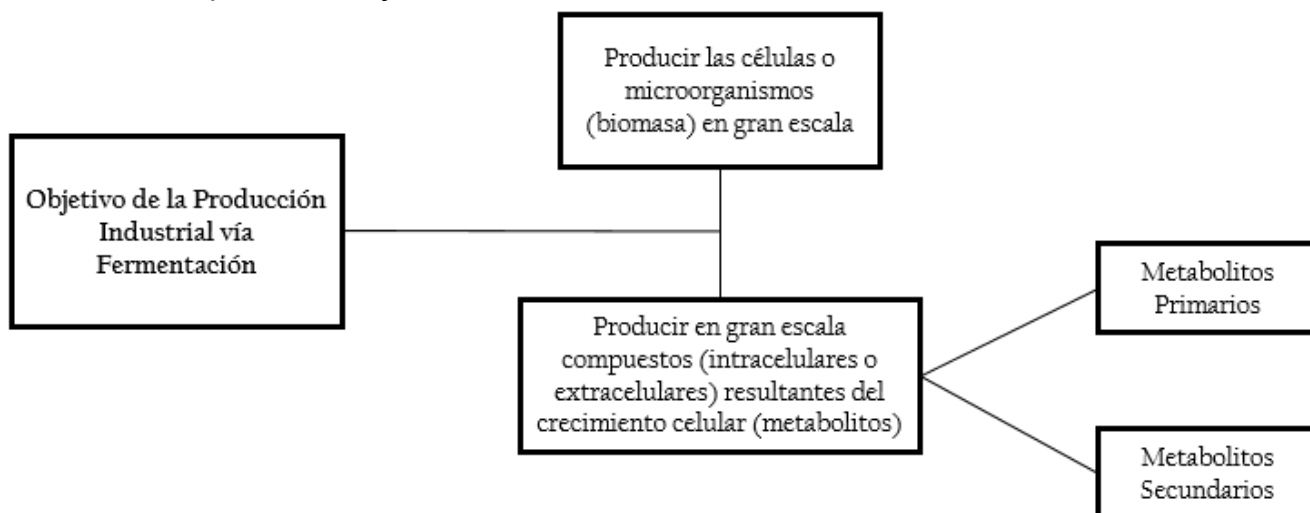 Producir las células o
microorganismos
(biomasa) en gran escala
Objetivo de la Producción
Industrial vía
Fermentación
Producir en gran escala
compuestos (intracelulares o
extracelulares) resultantes del
crecimiento celular (metabolitos)
Metabolitos
Primarios
Metabolitos
Secundarios